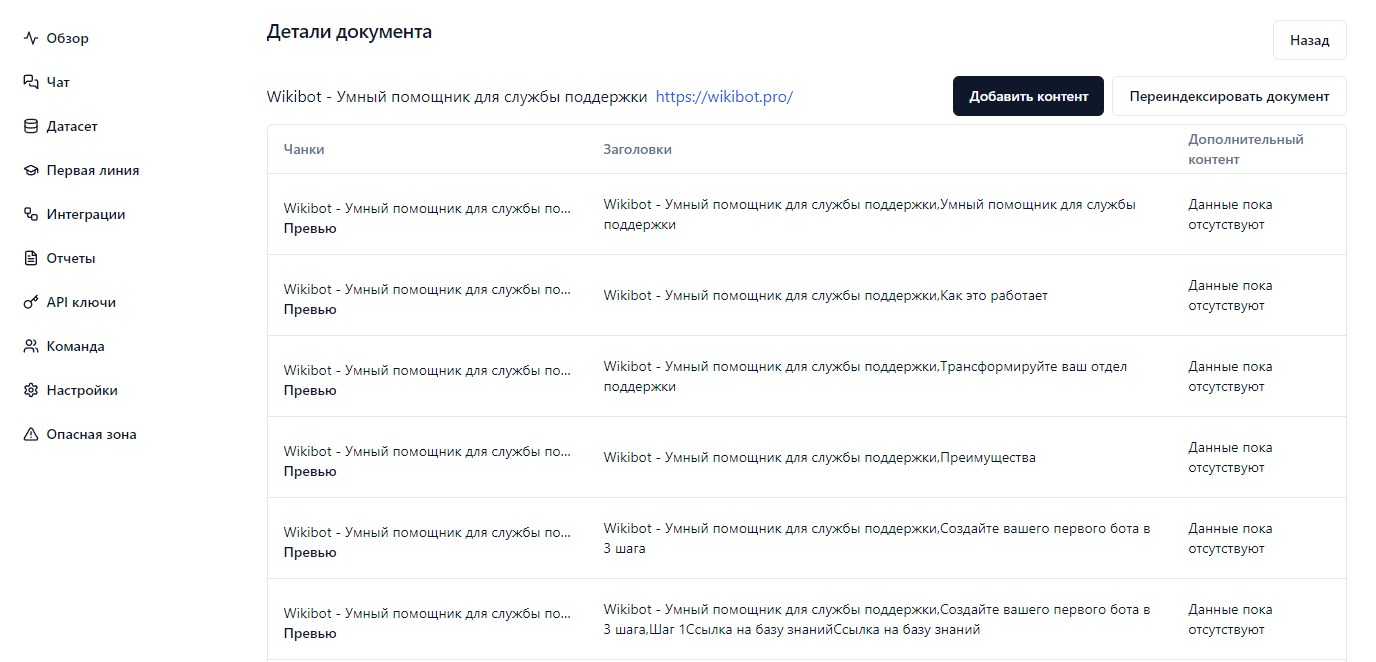 Обзор
Чат
Датасет
Первая линия
Интеграции
Отчеты
API ключи
Команда
Настройки
Опасная зона
Детали документа
Назад
Wikibot - Умный помощник для службы поддержки https://wikibot.pro/
Добавить контент
Переиндексировать документ
Чанки
Заголовки
Дополнительный
контент
Wikibot - Умный помощник для службы по...
Превью
Wikibot - Умный помощник для службы поддержки,Умный помощник для службы
поддержки
Данные пока
отсутствуют
Wikibot - Умный помощник для службы по...
Превью
Wikibot - Умный помощник для службы поддержки,Как это работает
Данные пока
отсутствуют
Wikibot - Умный помощник для службы по...
Превью
Wikibot - Умный помощник для службы поддержки,Трансформируйте ваш отдел
поддержки
Данные пока
отсутствуют
Wikibot - Умный помощник для службы по...
Превью
Wikibot - Умный помощник для службы поддержки,Преимущества
Данные пока
отсутствуют
Wikibot - Умный помощник для службы по...
Превью
Wikibot - Умный помощник для службы поддержки,Создайте вашего первого бота в
3 шага
Данные пока
отсутствуют
Wikibot - Умный помощник для службы по...
Превью
Wikibot - Умный помощник для службы поддержки,Создайте вашего первого бота в
3 шага,Шаг 1Ссылка на базу знанийСсылка на базу знаний
Данные пока
отсутствуют